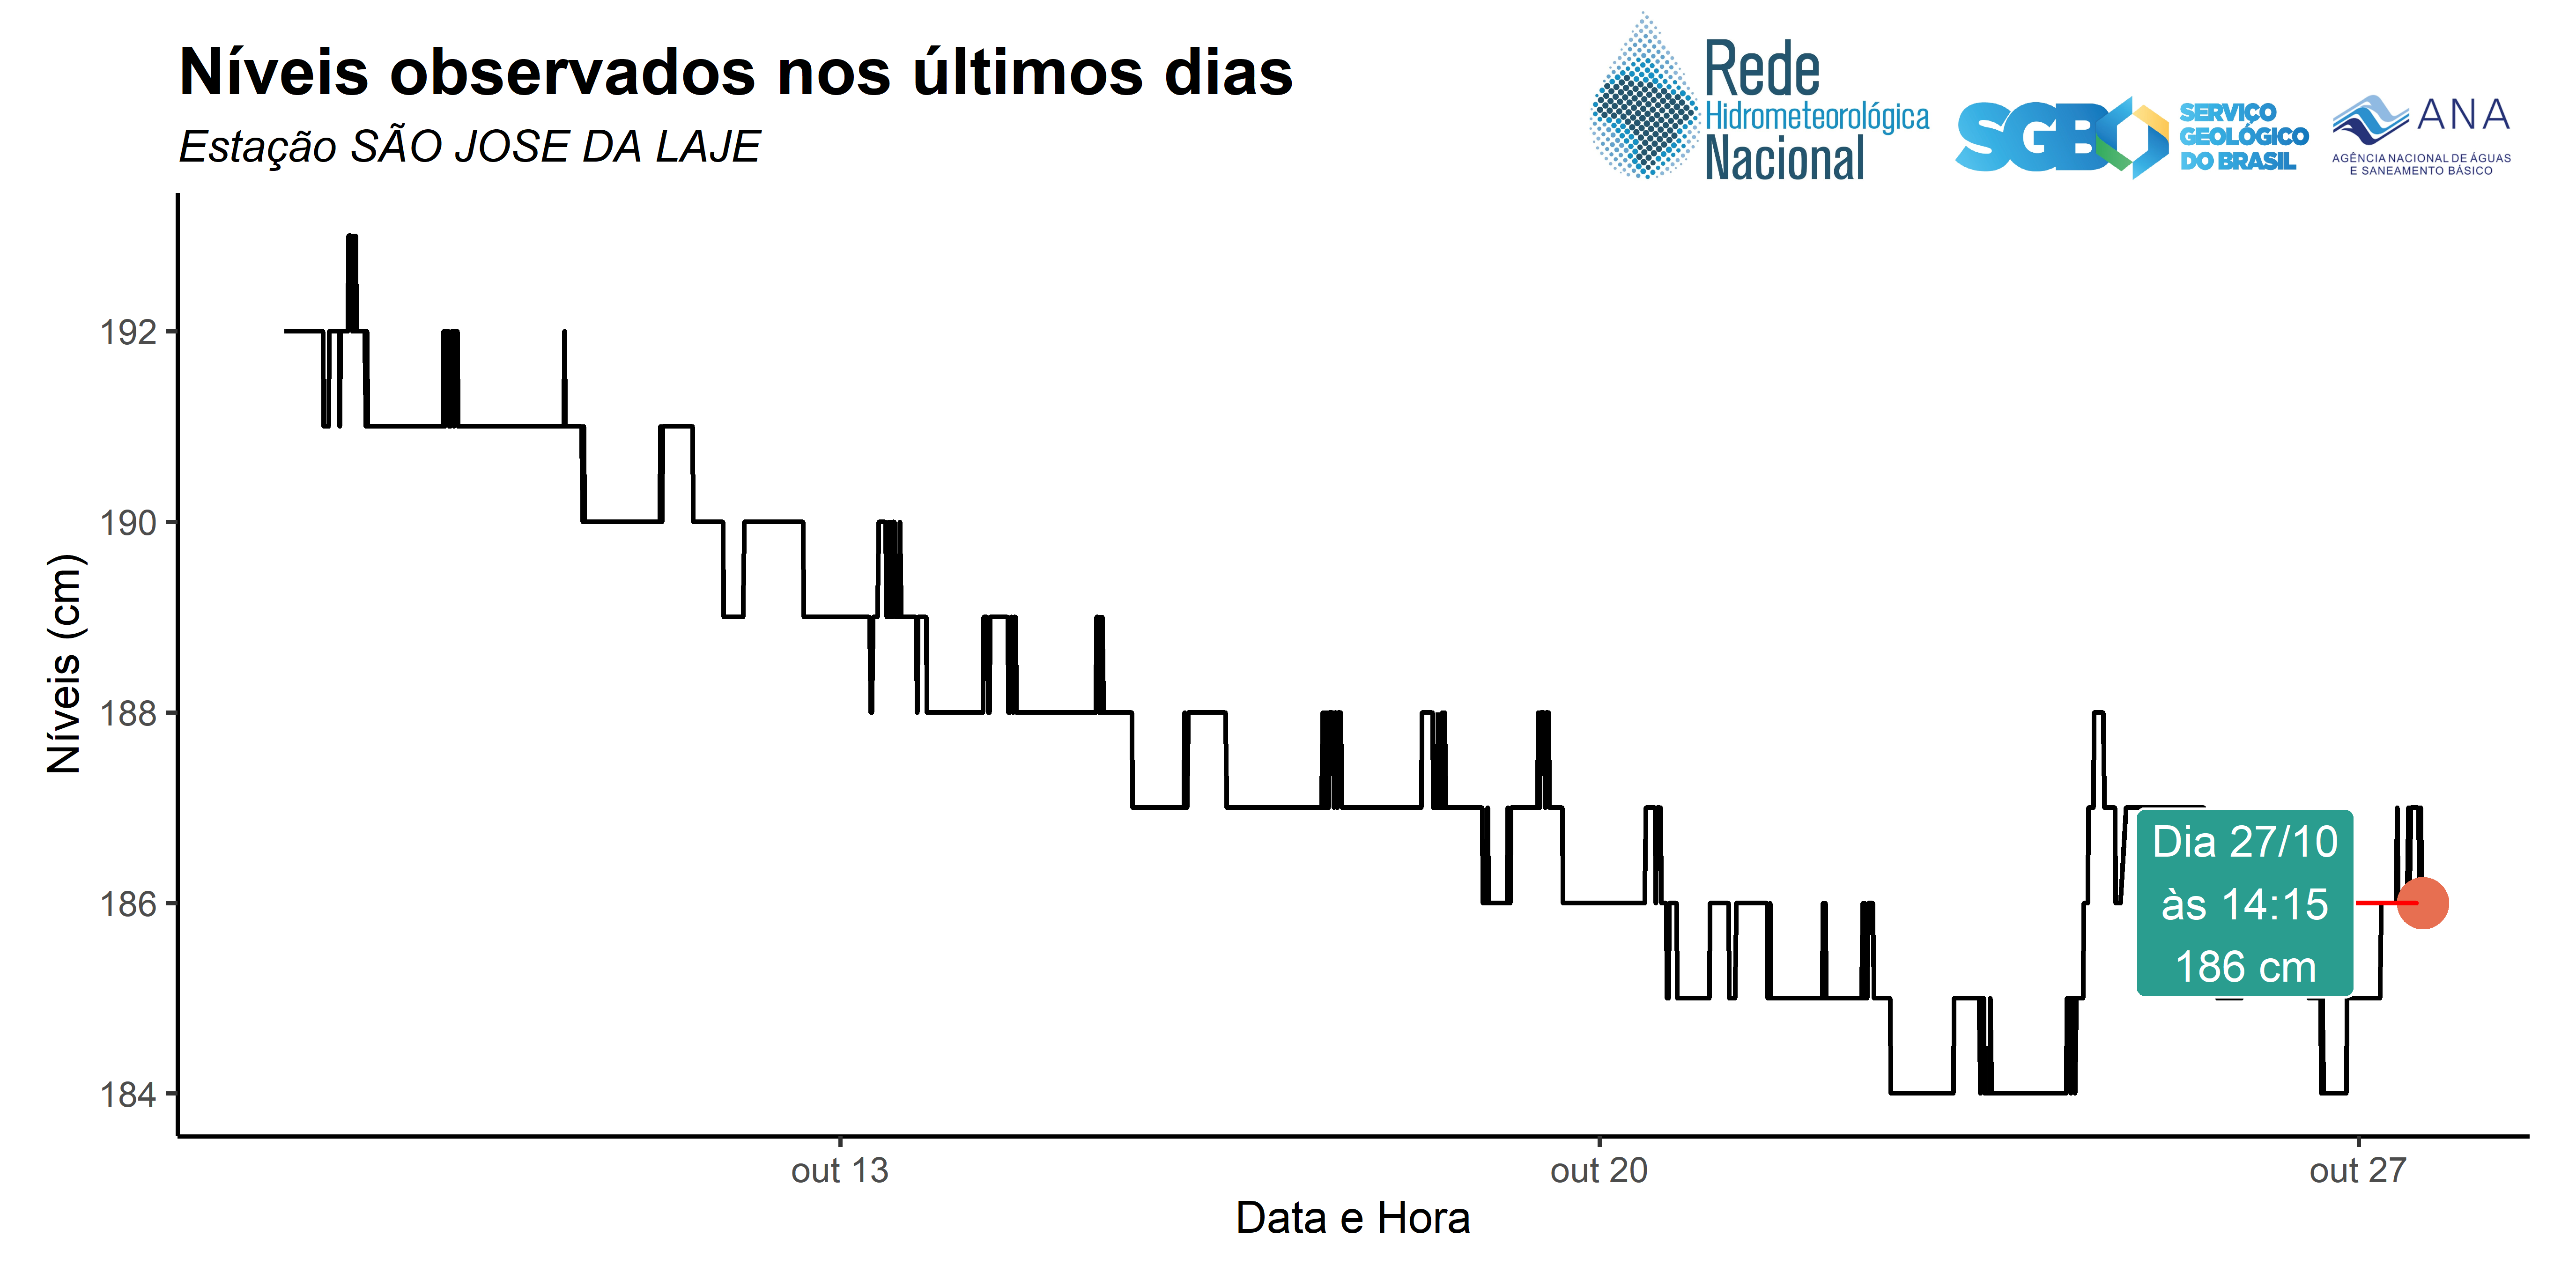 Níveis observados nos últimos dias
Estação SÃO JOSE DA LAJE
Rede
Hidrometeorológica
Nacional
SGB
SERVIÇO
GEOLÓGICO
DO BRASIL
ANA
AGÊNCIA NACIONAL DE ÁGUAS
E SANEAMENTO BÁSICO
Níveis (cm)
192
190
188
186
184
Dia 27/10
às 14:15
186 cm
out 13
out 20
out 27
Data e Hora